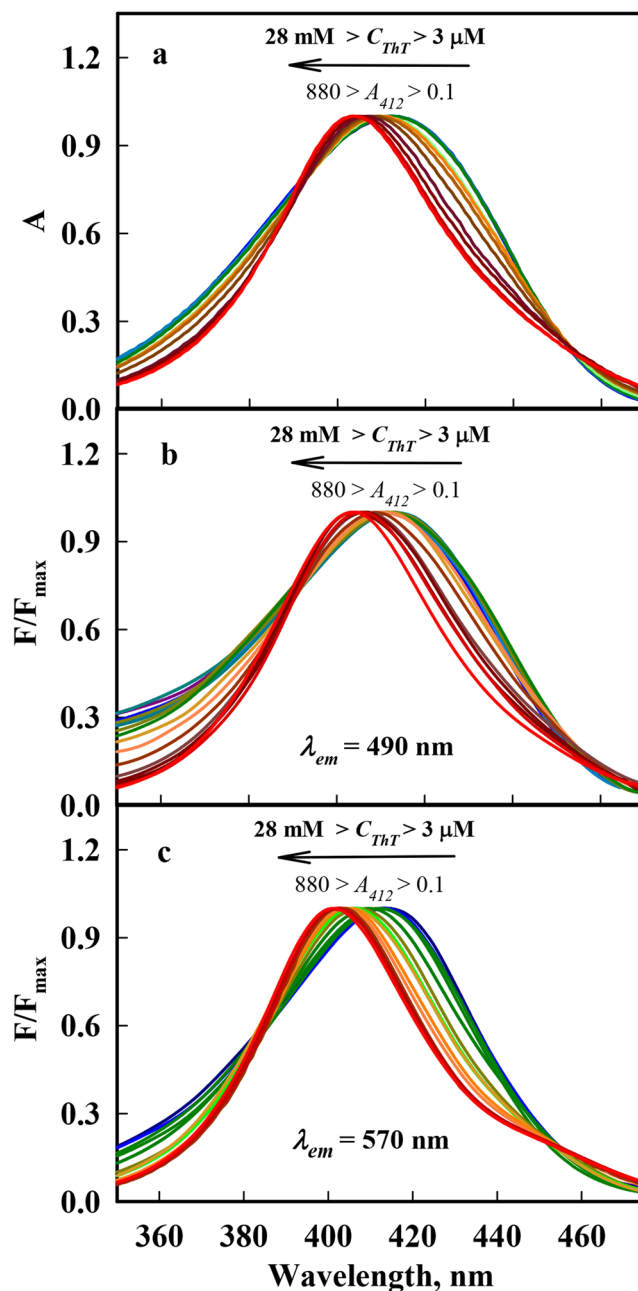 a
28 mM > C_ThT > 3 μM
880 > A_412 > 0.1
1.2
0.9
0.6
0.3
0.0
A
b
28 mM > C_ThT > 3 μM
880 > A_412 > 0.1
1.2
0.9
0.6
0.3
0.0
F/F_max
λ_em = 490 nm
c
28 mM > C_ThT > 3 μM
880 > A_412 > 0.1
1.2
0.9
0.6
0.3
0.0
F/F_max
λ_em = 570 nm
360 380 400 420 440 460
Wavelength, nm